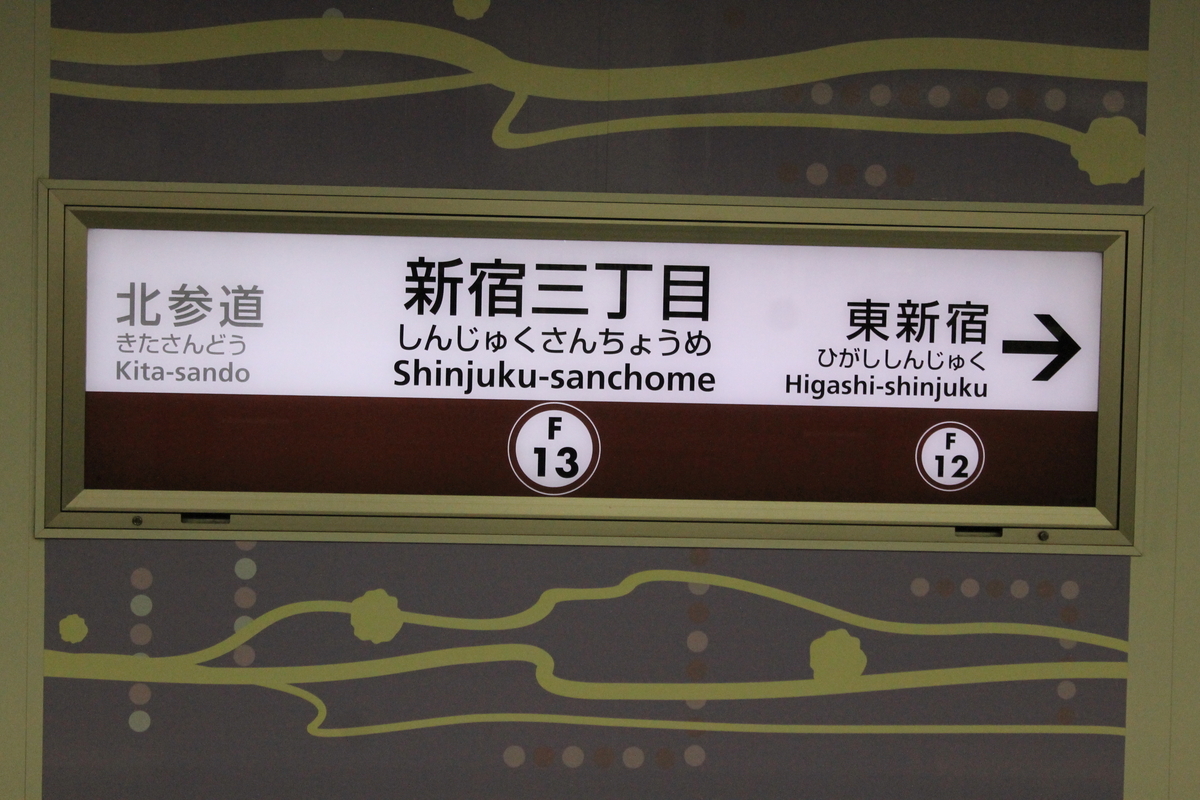 北参道
きたさんどう
Kita-sando
新宿三丁目
しんじゅくさんちょうめ
Shinjuku-sanchome
F
13
東新宿
ひがししんじゅく
Higashi-shinjuku
F
12